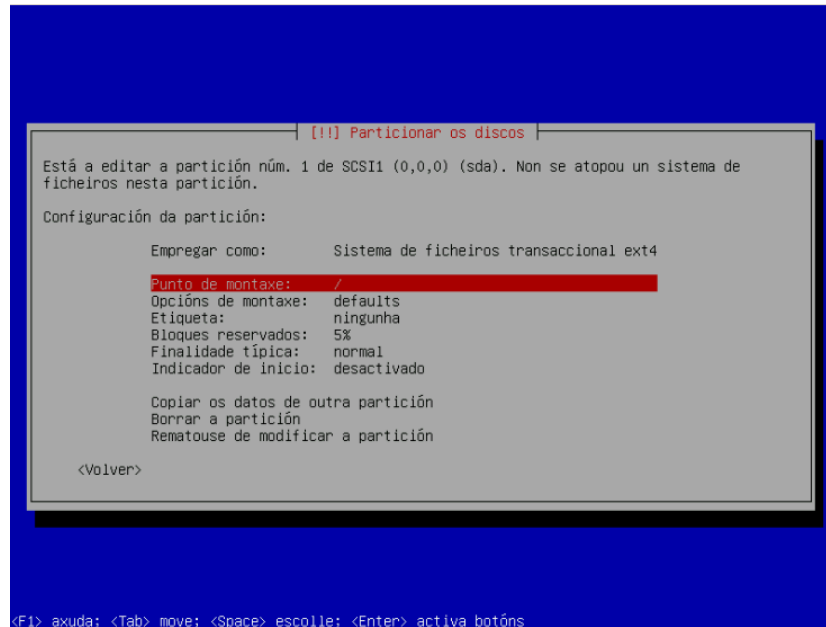 [!!] Particionar os discos
Está a editar a partición núm. 1 de SCSI1 (0,0,0) (sda). Non se atopou un sistema de
ficheiros nesta partición.
Configuración da partición:
Empregar como: Sistema de ficheiros transaccional ext4
Punto de montaxe: /
Opcións de montaxe: defaults
Etiqueta: ningunha
Bloques reservados: 5%
Finalidade típica: normal
Indicador de inicio: desactivado
Copiar os datos de outra partición
Borrar a partición
Rematouse de modificar a partición
<Volver>
<F1> axuda; <Tab> move; <Space> escolle; <Enter> activa botóns